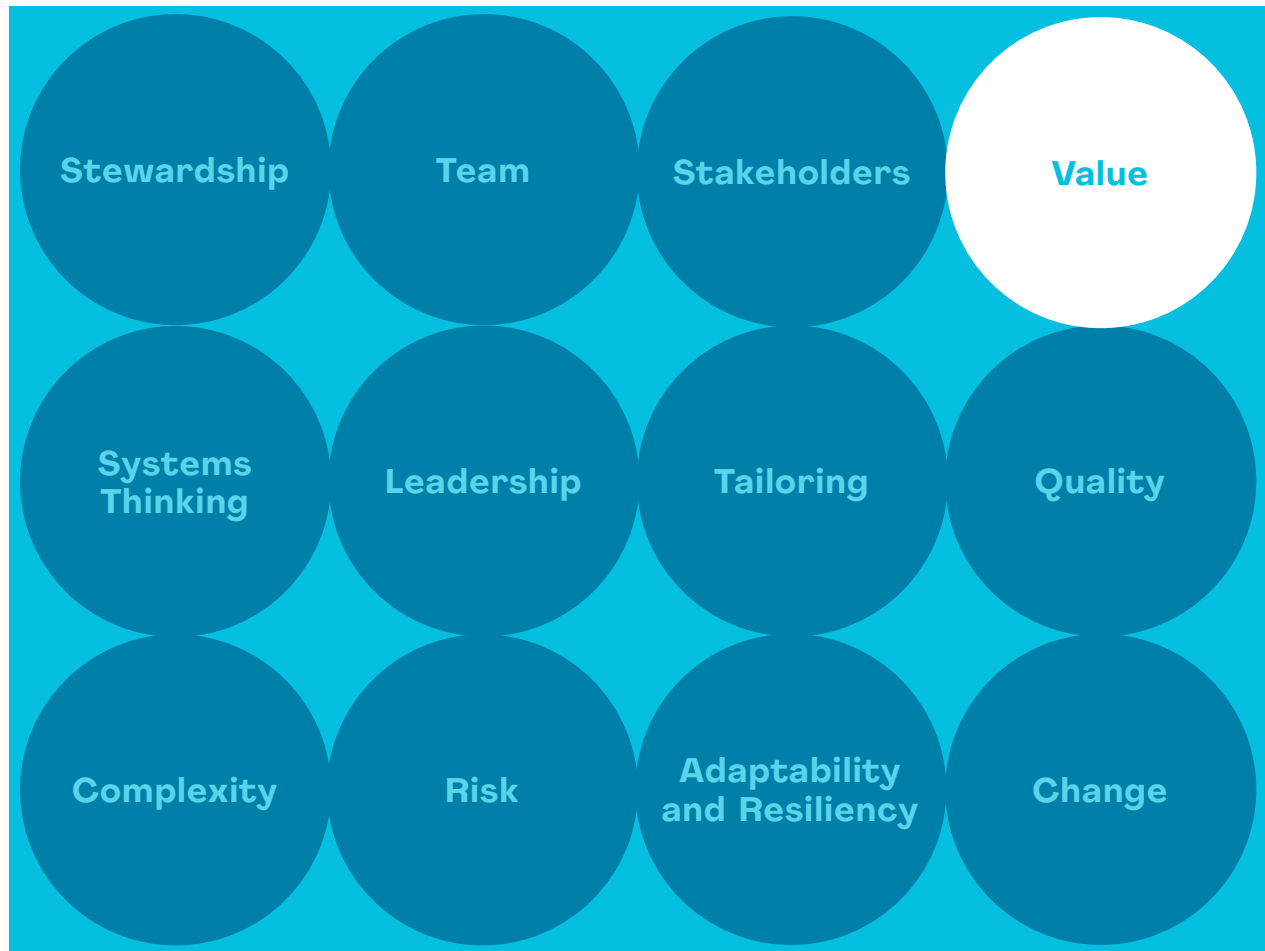 Stewardship
Team
Stakeholders
Value
Systems
Thinking
Leadership
Tailoring
Quality
Complexity
Risk
Adaptability
and Resiliency
Change